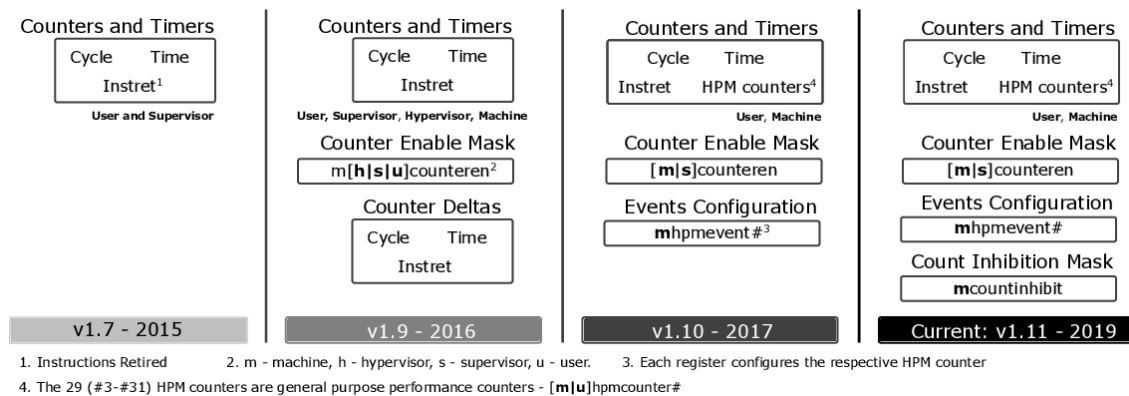 Counters and Timers
Cycle Time
Instret1
User and Supervisor
v1.7 - 2015
Counters and Timers
Cycle Time
Instret
User, Supervisor, Hypervisor, Machine
Counter Enable Mask
m[h|s|u]counteren2
Counter Deltas
Cycle Time
Instret
v1.9 - 2016
Counters and Timers
Cycle Time
Instret HPM counters4
User, Machine
Counter Enable Mask
[m|s]counteren
Events Configuration
mhpmevent#3
v1.10 - 2017
Counters and Timers
Cycle Time
Instret HPM counters4
User, Machine
Counter Enable Mask
[m|s]counteren
Events Configuration
mhpmevent#
Count Inhibition Mask
mcountinhibit
Current: v1.11 - 2019
1. Instructions Retired 2. m - machine, h - hypervisor, s - supervisor, u - user. 3. Each register configures the respective HPM counter
4. The 29 (#3-#31) HPM counters are general purpose performance counters - [m|u]hpmcounter#